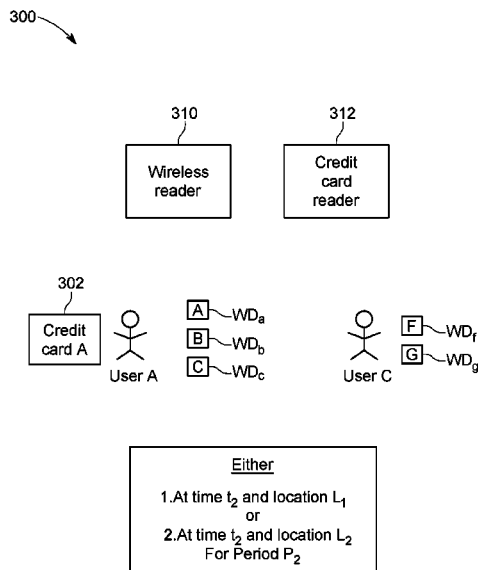 300
310
312
Wireless
reader
Credit
card
reader
302
Credit
card A
User A
A
WDa
B
WDb
C
WDc
User C
F
WDf
G
WDg
Either
1.At time t2 and location L1
or
2.At time t2 and location L2
For Period P2